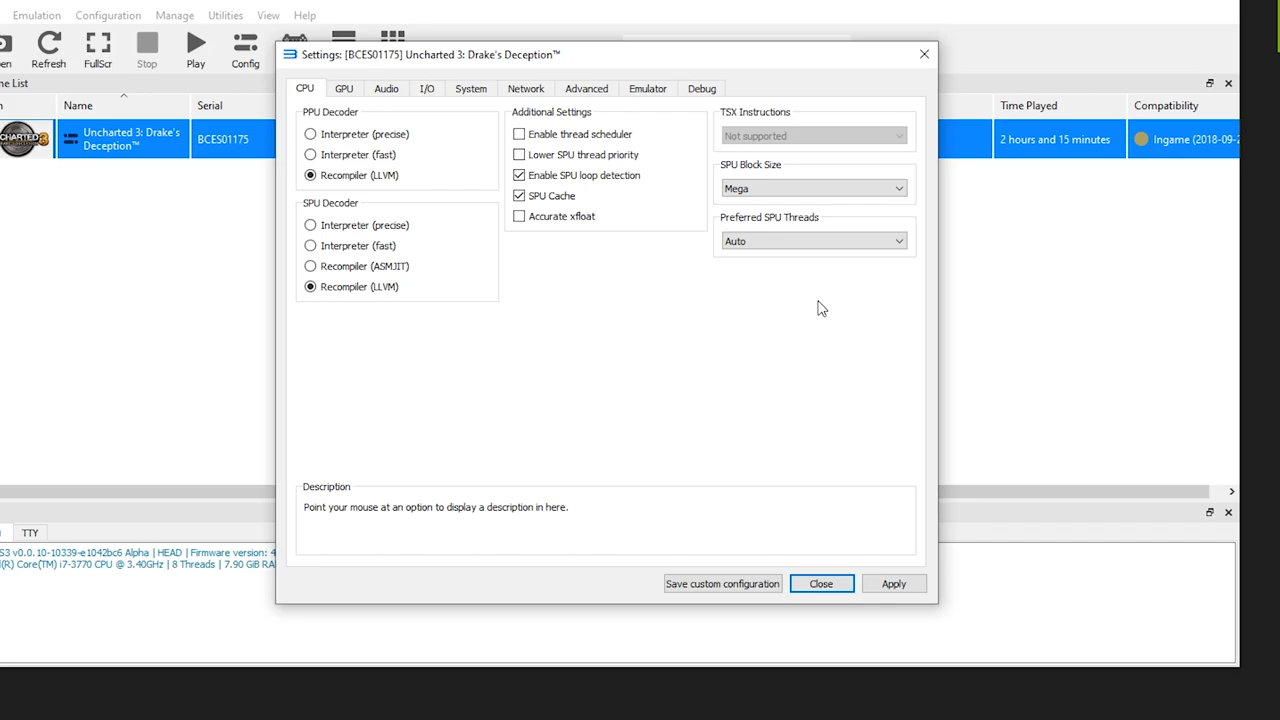 Emulation Configuration Manage Utilities View Help
en Refresh FullScr Stop Play Config
Settings: [BCES01175] Uncharted 3: Drake's Deception™
me List
Name Serial Time Played Compatibility
Uncharted 3: Drake's
Deception™
BCES01175 2 hours and 15 minutes Ingame (2018-09-2
CPU GPU Audio I/O System Network Advanced Emulator Debug
PPU Decoder
Interpreter (precise)
Interpreter (fast)
Recompiler (LLVM)
SPU Decoder
Interpreter (precise)
Interpreter (fast)
Recompiler (ASMJIT)
Recompiler (LLVM)
Additional Settings
Enable thread scheduler
Lower SPU thread priority
Enable SPU loop detection
SPU Cache
Accurate xfloat
TSX Instructions
Not supported
SPU Block Size
Mega
Preferred SPU Threads
Auto
Description
Point your mouse at an option to display a description in here.
Save custom configuration Close Apply
TTY
S3 v0.0.10-10339-e1042bc6 Alpha | HEAD | Firmware version: 4
(R) Core(TM) i7-3770 CPU @ 3.40GHz | 8 Threads | 7.90 GiB RA